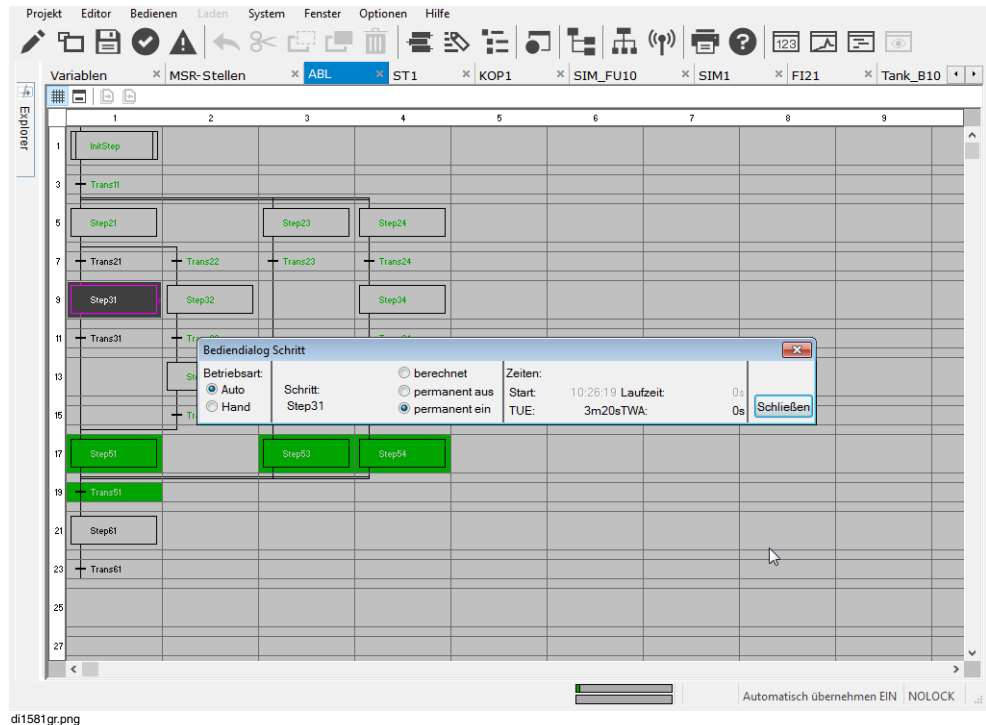 Projekt Editor Bedienen Laden System Fenster Optionen Hilfe
123
Variablen × MSR-Stellen × ABL × ST1 × KOP1 × SIM_FU10 × SIM1 × FI21 × Tank_B10
Explorer
1 2 3 4 5 6 7 8 9
1 InitStep
3 Trans11
5 Step21 Step23 Step24
7 Trans21 Trans22 Trans23 Trans24
9 Step31 Step32 Step34
11 Trans31
Bediendialog Schritt
Betriebsart: berechnet Zeiten:
13 Auto Schritt: permanent aus Start: 10:26:19 Laufzeit: 0s
Hand Step31 permanent ein TUE: 3m20sTWA: 0s Schließen
15
17 Step51 Step53 Step54
19 Trans51
21 Step61
23 Trans61
25
27
Automatisch übernehmen EIN NOLOCK
di1581gr.png